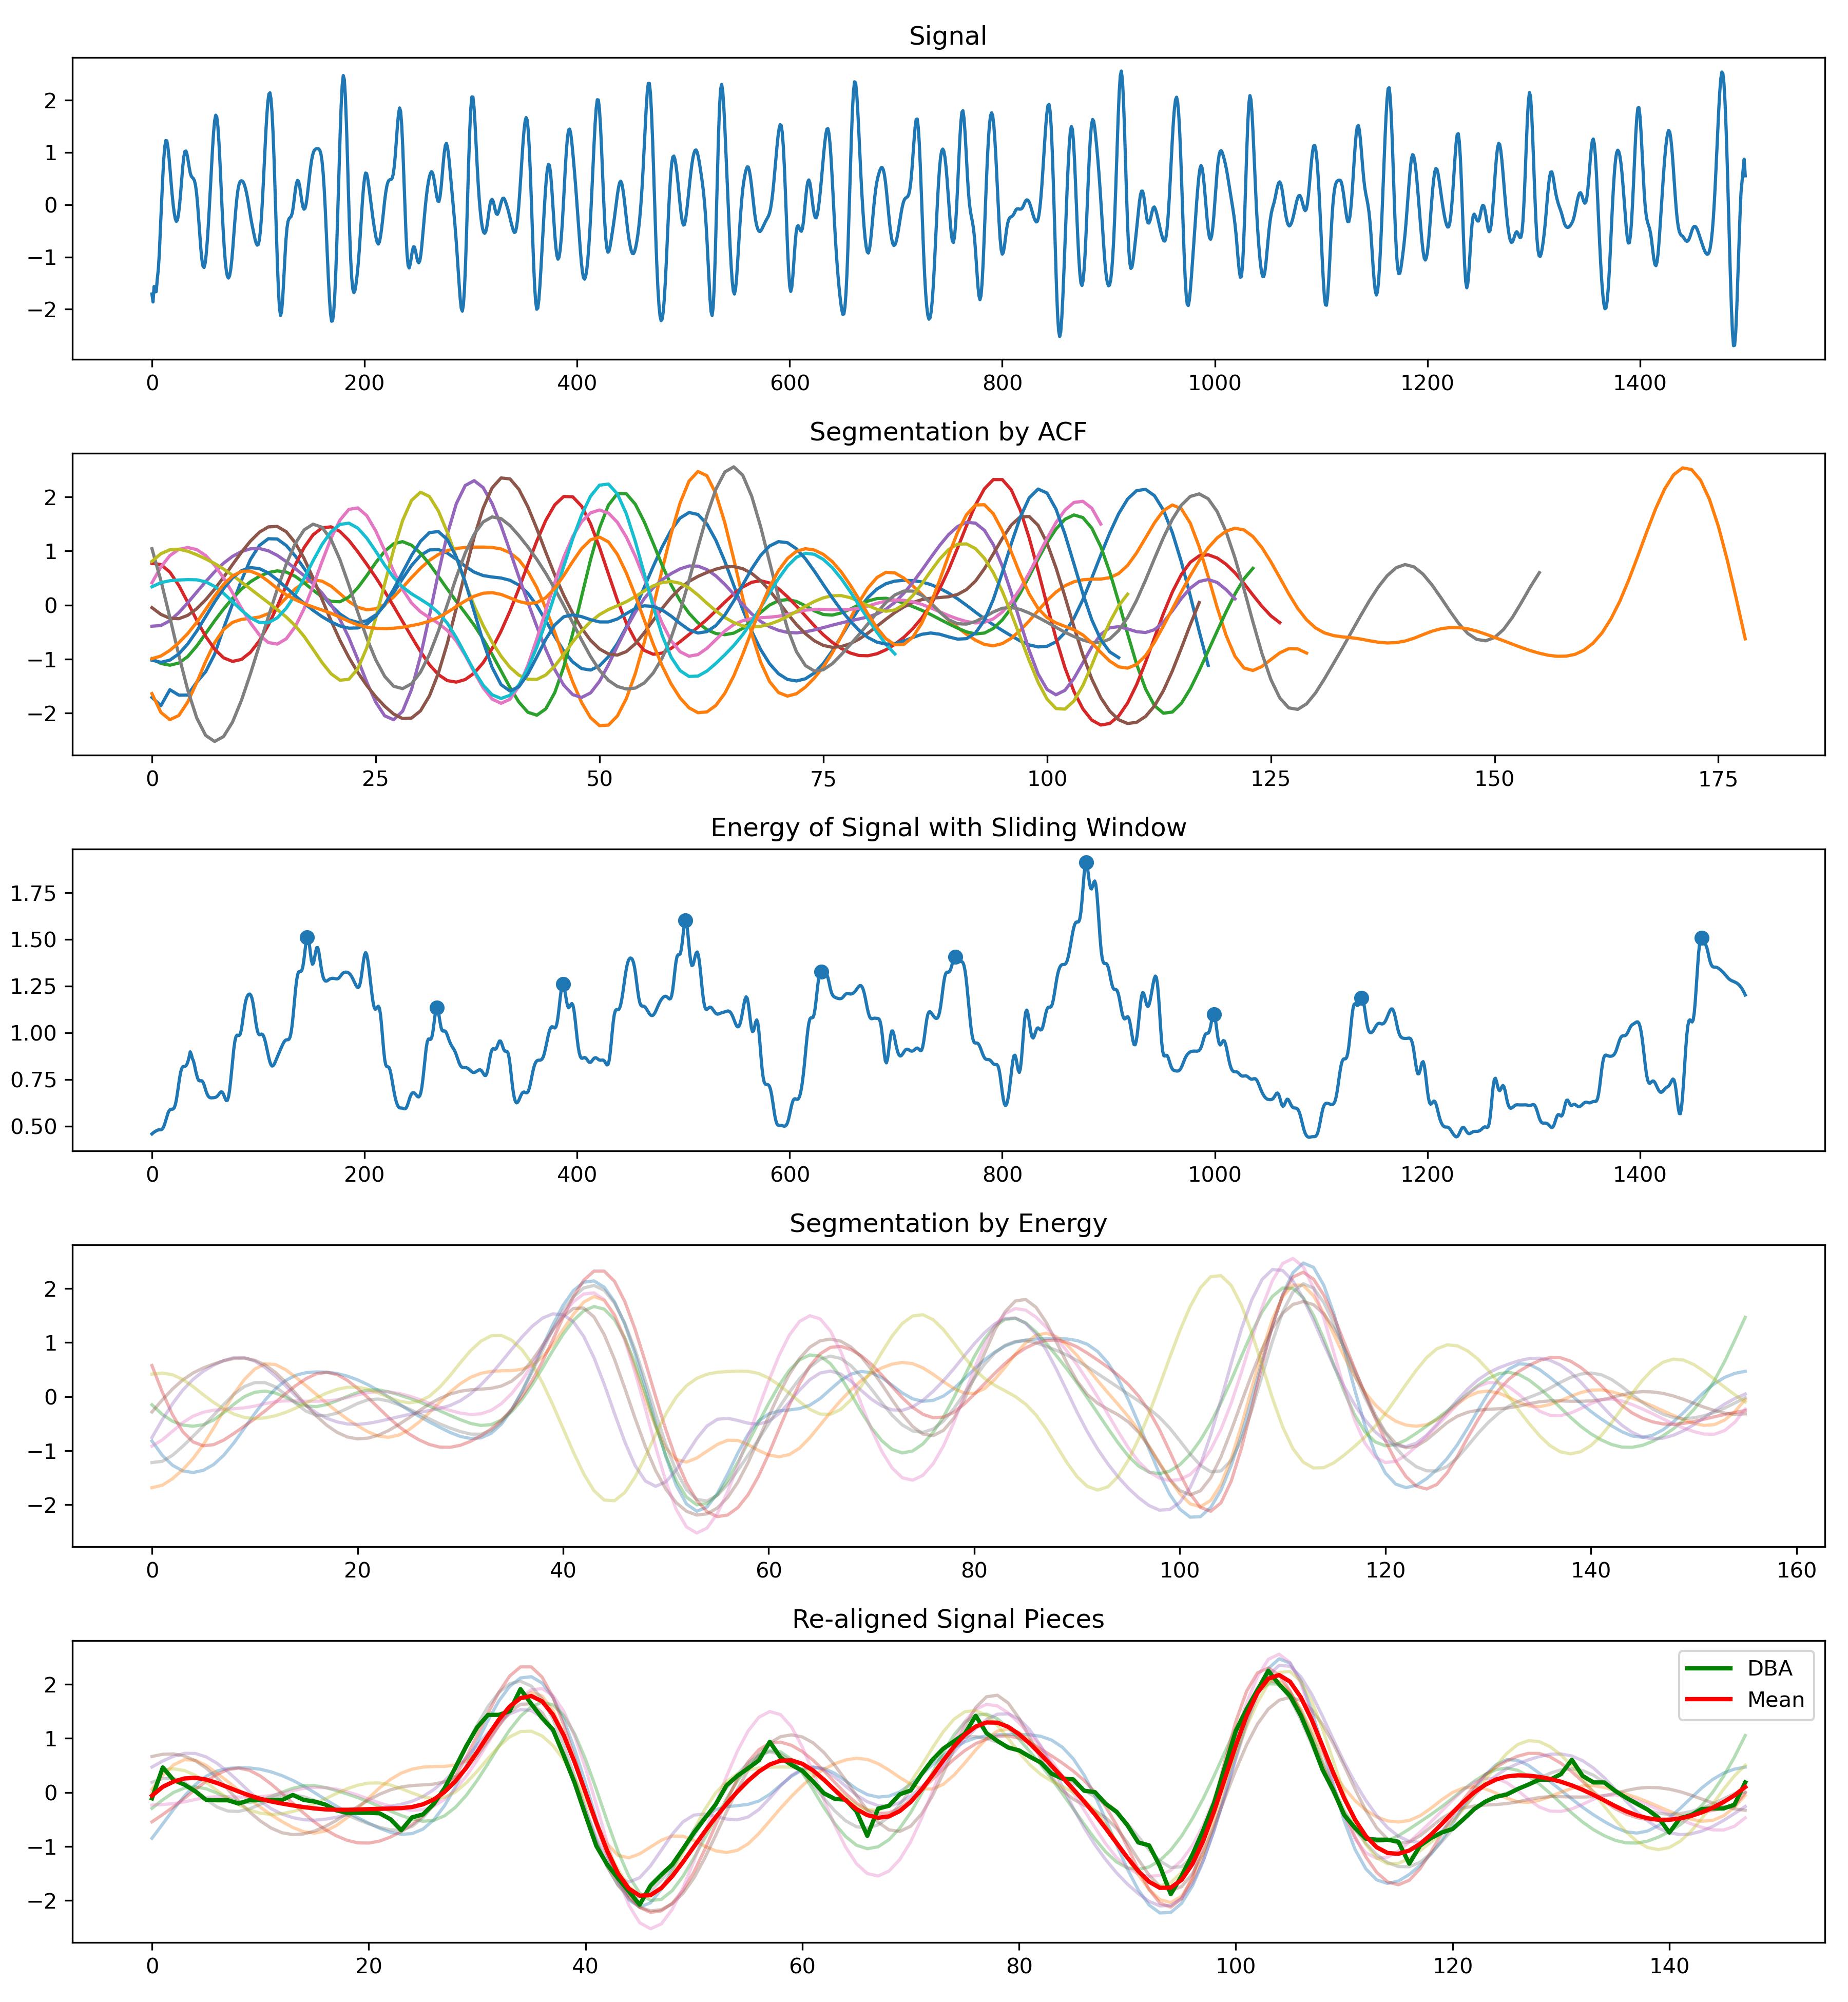 Signal
2
1
0
−1
−2
0 200 400 600 800 1000 1200 1400
Segmentation by ACF
2
1
0
−1
−2
0 25 50 75 100 125 150 175
Energy of Signal with Sliding Window
1.75
1.50
1.25
1.00
0.75
0.50
0 200 400 600 800 1000 1200 1400
Segmentation by Energy
2
1
0
−1
−2
0 20 40 60 80 100 120 140 160
Re-aligned Signal Pieces
DBA
Mean
2
1
0
−1
−2
0 20 40 60 80 100 120 140